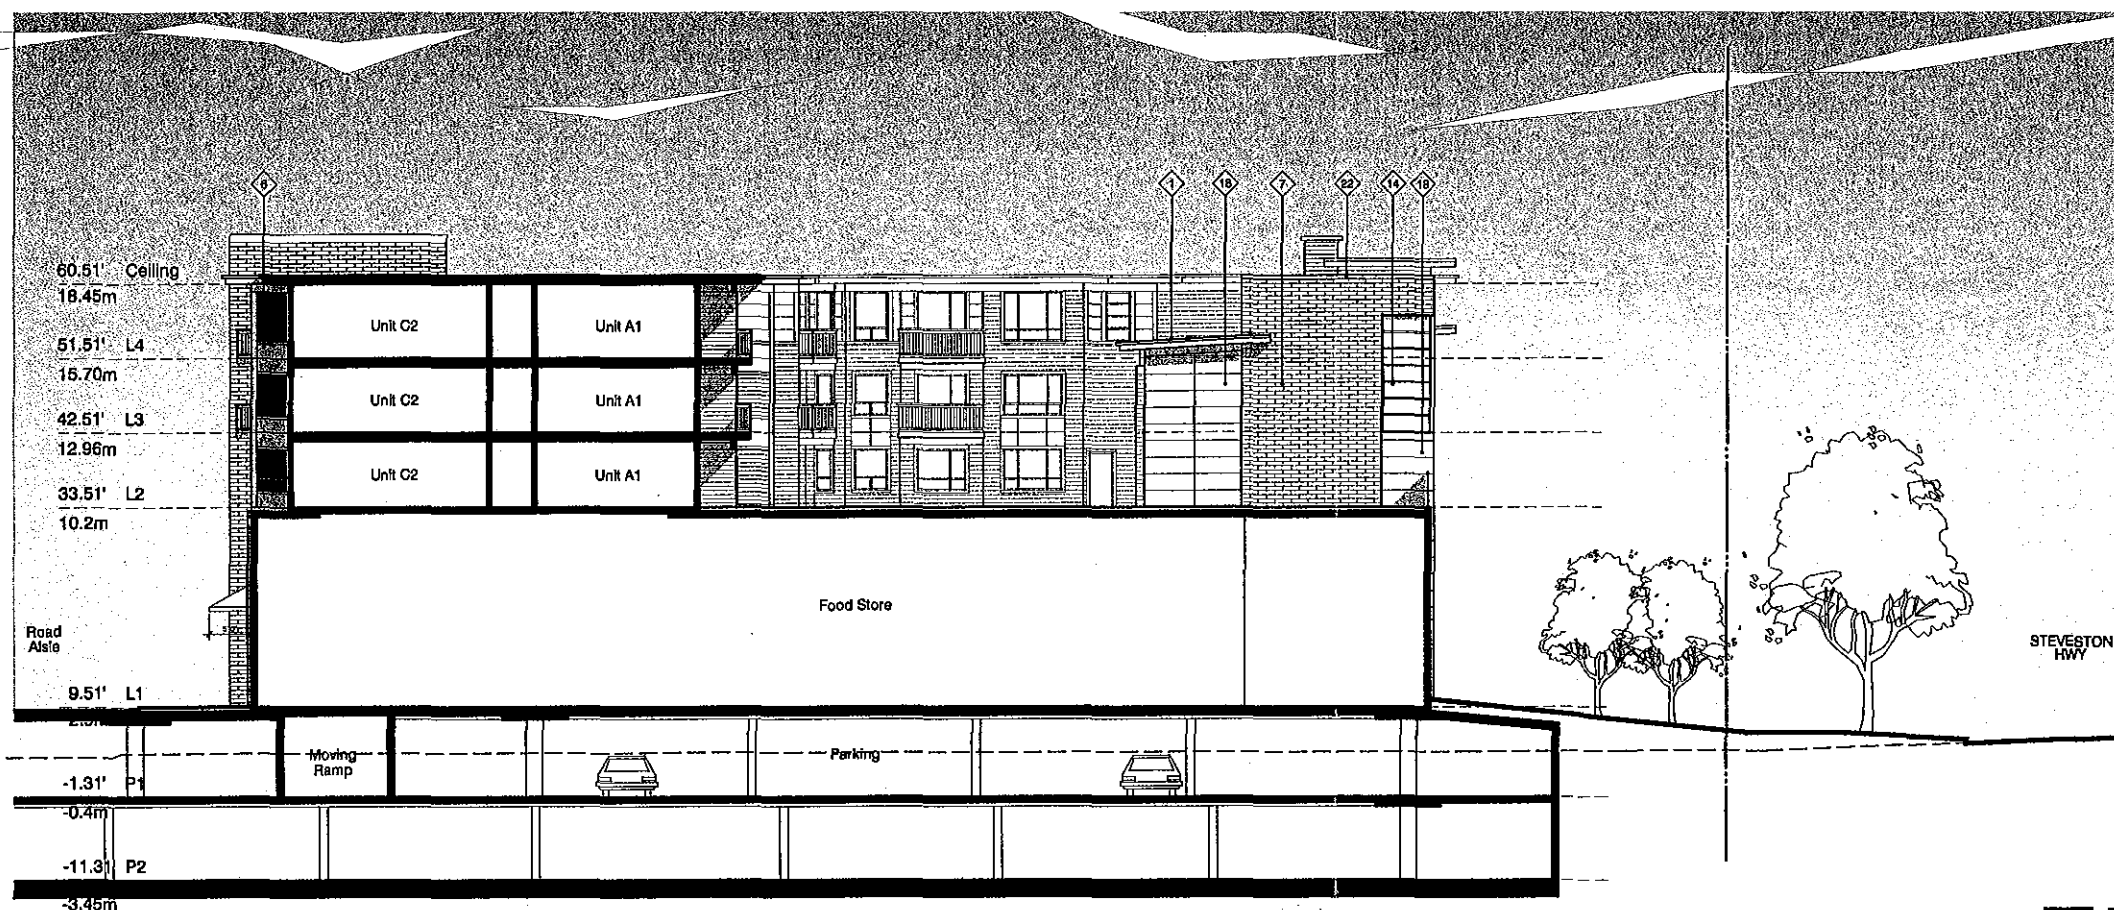 6
1
18
7
22
14
18
60.51' Ceiling
18.45m
Unit C2
Unit A1
51.51' L4
15.70m
Unit C2
Unit A1
42.51' L3
12.96m
Unit C2
Unit A1
33.51' L2
10.2m
Food Store
Road
Aisle
STEVESTON
HWY
9.51' L1
Moving
Ramp
Parking
-1.31' P1
-0.4m
-11.31 P2
-3.45m